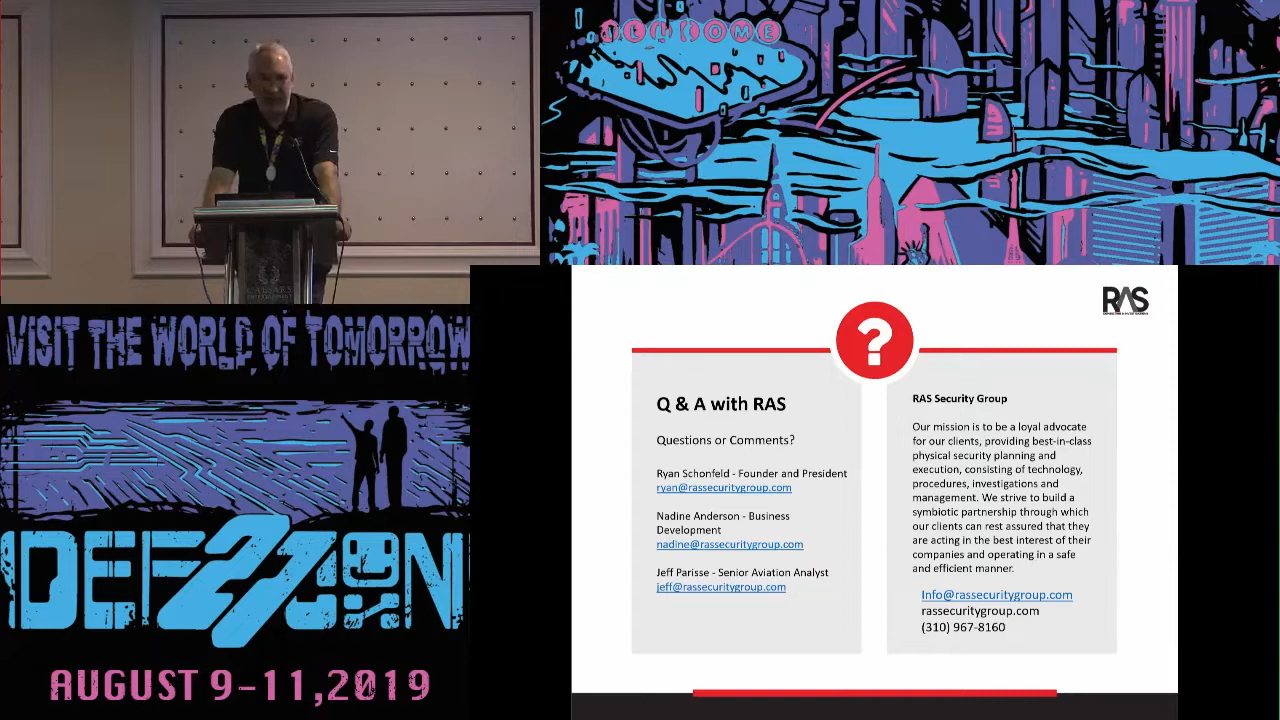 WELCOME
CAESARS
VISIT THE WORLD OF TOMORROW
DEF CON
27
AUGUST 9-11,2019
RAS
Q & A with RAS
Questions or Comments?
Ryan Schonfeld - Founder and President
ryan@rassecuritygroup.com
Nadine Anderson - Business
Development
nadine@rassecuritygroup.com
Jeff Parisse - Senior Aviation Analyst
jeff@rassecuritygroup.com
RAS Security Group
Our mission is to be a loyal advocate
for our clients, providing best-in-class
physical security planning and
execution, consisting of technology,
procedures, investigations and
management. We strive to build a
symbiotic partnership through which
our clients can rest assured that they
are acting in the best interest of their
companies and operating in a safe
and efficient manner.
Info@rassecuritygroup.com
rassecuritygroup.com
(310) 967-8160